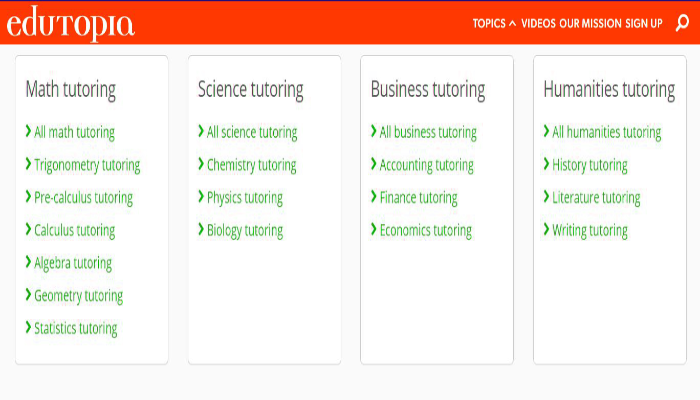 edutopia
TOPICS VIDEOS OUR MISSION SIGN UP
Math tutoring
All math tutoring
Trigonometry tutoring
Pre-calculus tutoring
Calculus tutoring
Algebra tutoring
Geometry tutoring
Statistics tutoring
Science tutoring
All science tutoring
Chemistry tutoring
Physics tutoring
Biology tutoring
Business tutoring
All business tutoring
Accounting tutoring
Finance tutoring
Economics tutoring
Humanities tutoring
All humanities tutoring
History tutoring
Literature tutoring
Writing tutoring